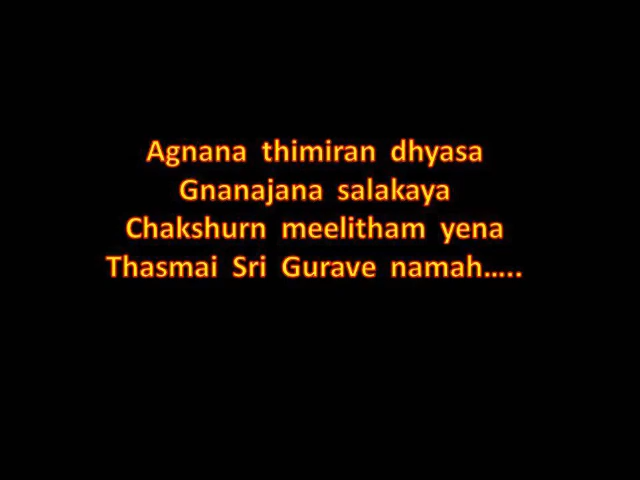 Agnana thimiran dhyasa
Gnanajana salakaya
Chakshurn meelitham yena
Thasmai Sri Gurave namah.....